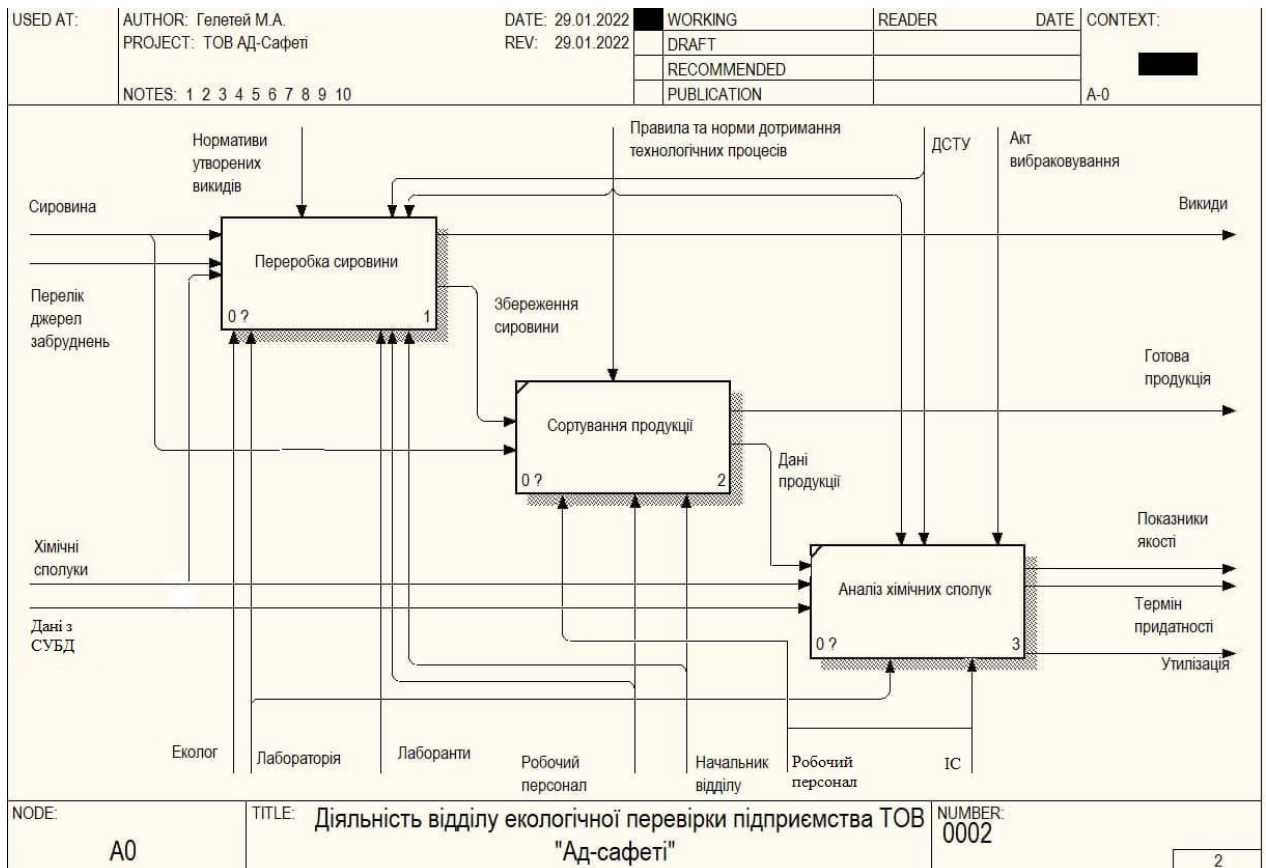 USED AT:
AUTHOR: Гелетей М.А.
DATE: 29.01.2022
PROJECT: ТОВ АД-Сафеті
REV: 29.01.2022
NOTES: 1 2 3 4 5 6 7 8 9 10
WORKING
DRAFT
RECOMMENDED
PUBLICATION
READER
DATE
CONTEXT:
A-0
Нормативи
утворених
викидів
Правила та норми дотримання
технологічних процесів
ДСТУ
Акт
вибраковування
Сировина
Викиди
Переробка сировини
0 ?
1
Перелік
джерел
забруднень
Збереження
сировини
Готова
продукція
Сортування продукції
0 ?
2
Дані
продукції
Показники
якості
Хімічні
сполуки
Аналіз хімічних сполук
0 ?
3
Термін
придатності
Дані з
СУБД
Утилізація
Еколог
Лабораторія
Лаборанти
Робочий
персонал
Начальник
відділу
Робочий
персонал
ІС
NODE:
A0
TITLE:
Діяльність відділу екологічної перевірки підприємства ТОВ
"Ад-сафеті"
NUMBER:
0002
2